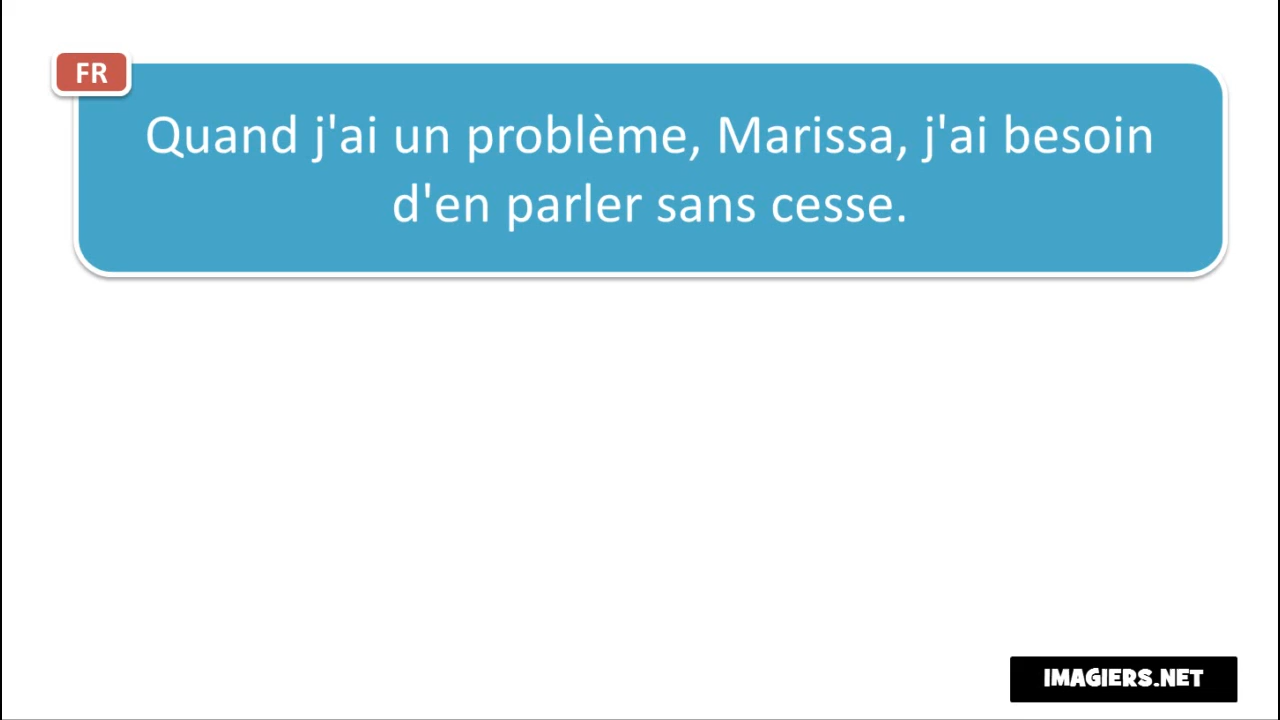 FR
Quand j'ai un problème, Marissa, j'ai besoin
d'en parler sans cesse.
IMAGIERS.NET